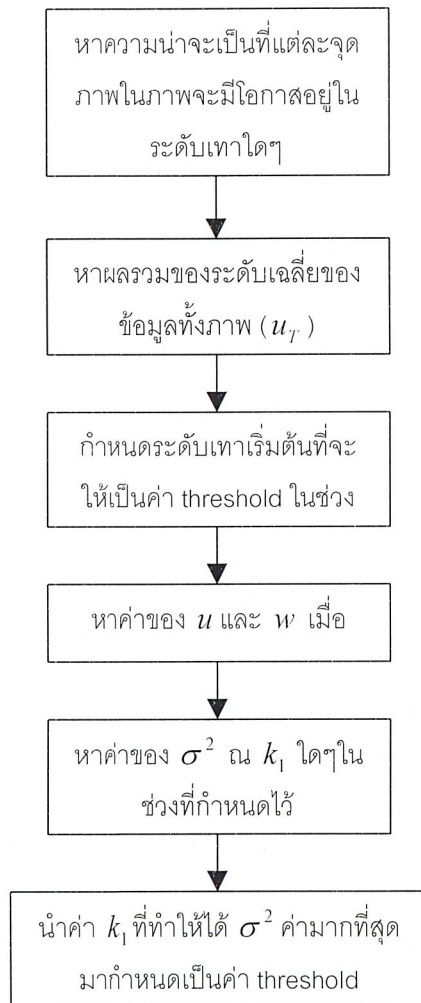 หาความน่าจะเป็นที่แต่ละจุด
ภาพในภาพจะมีโอกาสอยู่ใน
ระดับเทาใดๆ
หาผลรวมของระดับเฉลี่ยของ
ข้อมูลทั้งภาพ (u_T)
กำหนดระดับเทาเริ่มต้นที่จะ
ให้เป็นค่า threshold ในช่วง
หาค่าของ u และ w เมื่อ
หาค่าของ σ² ณ k₁ ใดๆใน
ช่วงที่กำหนดไว้
นำค่า k₁ ที่ทำให้ได้ σ² ค่ามากที่สุด
มากำหนดเป็นค่า threshold